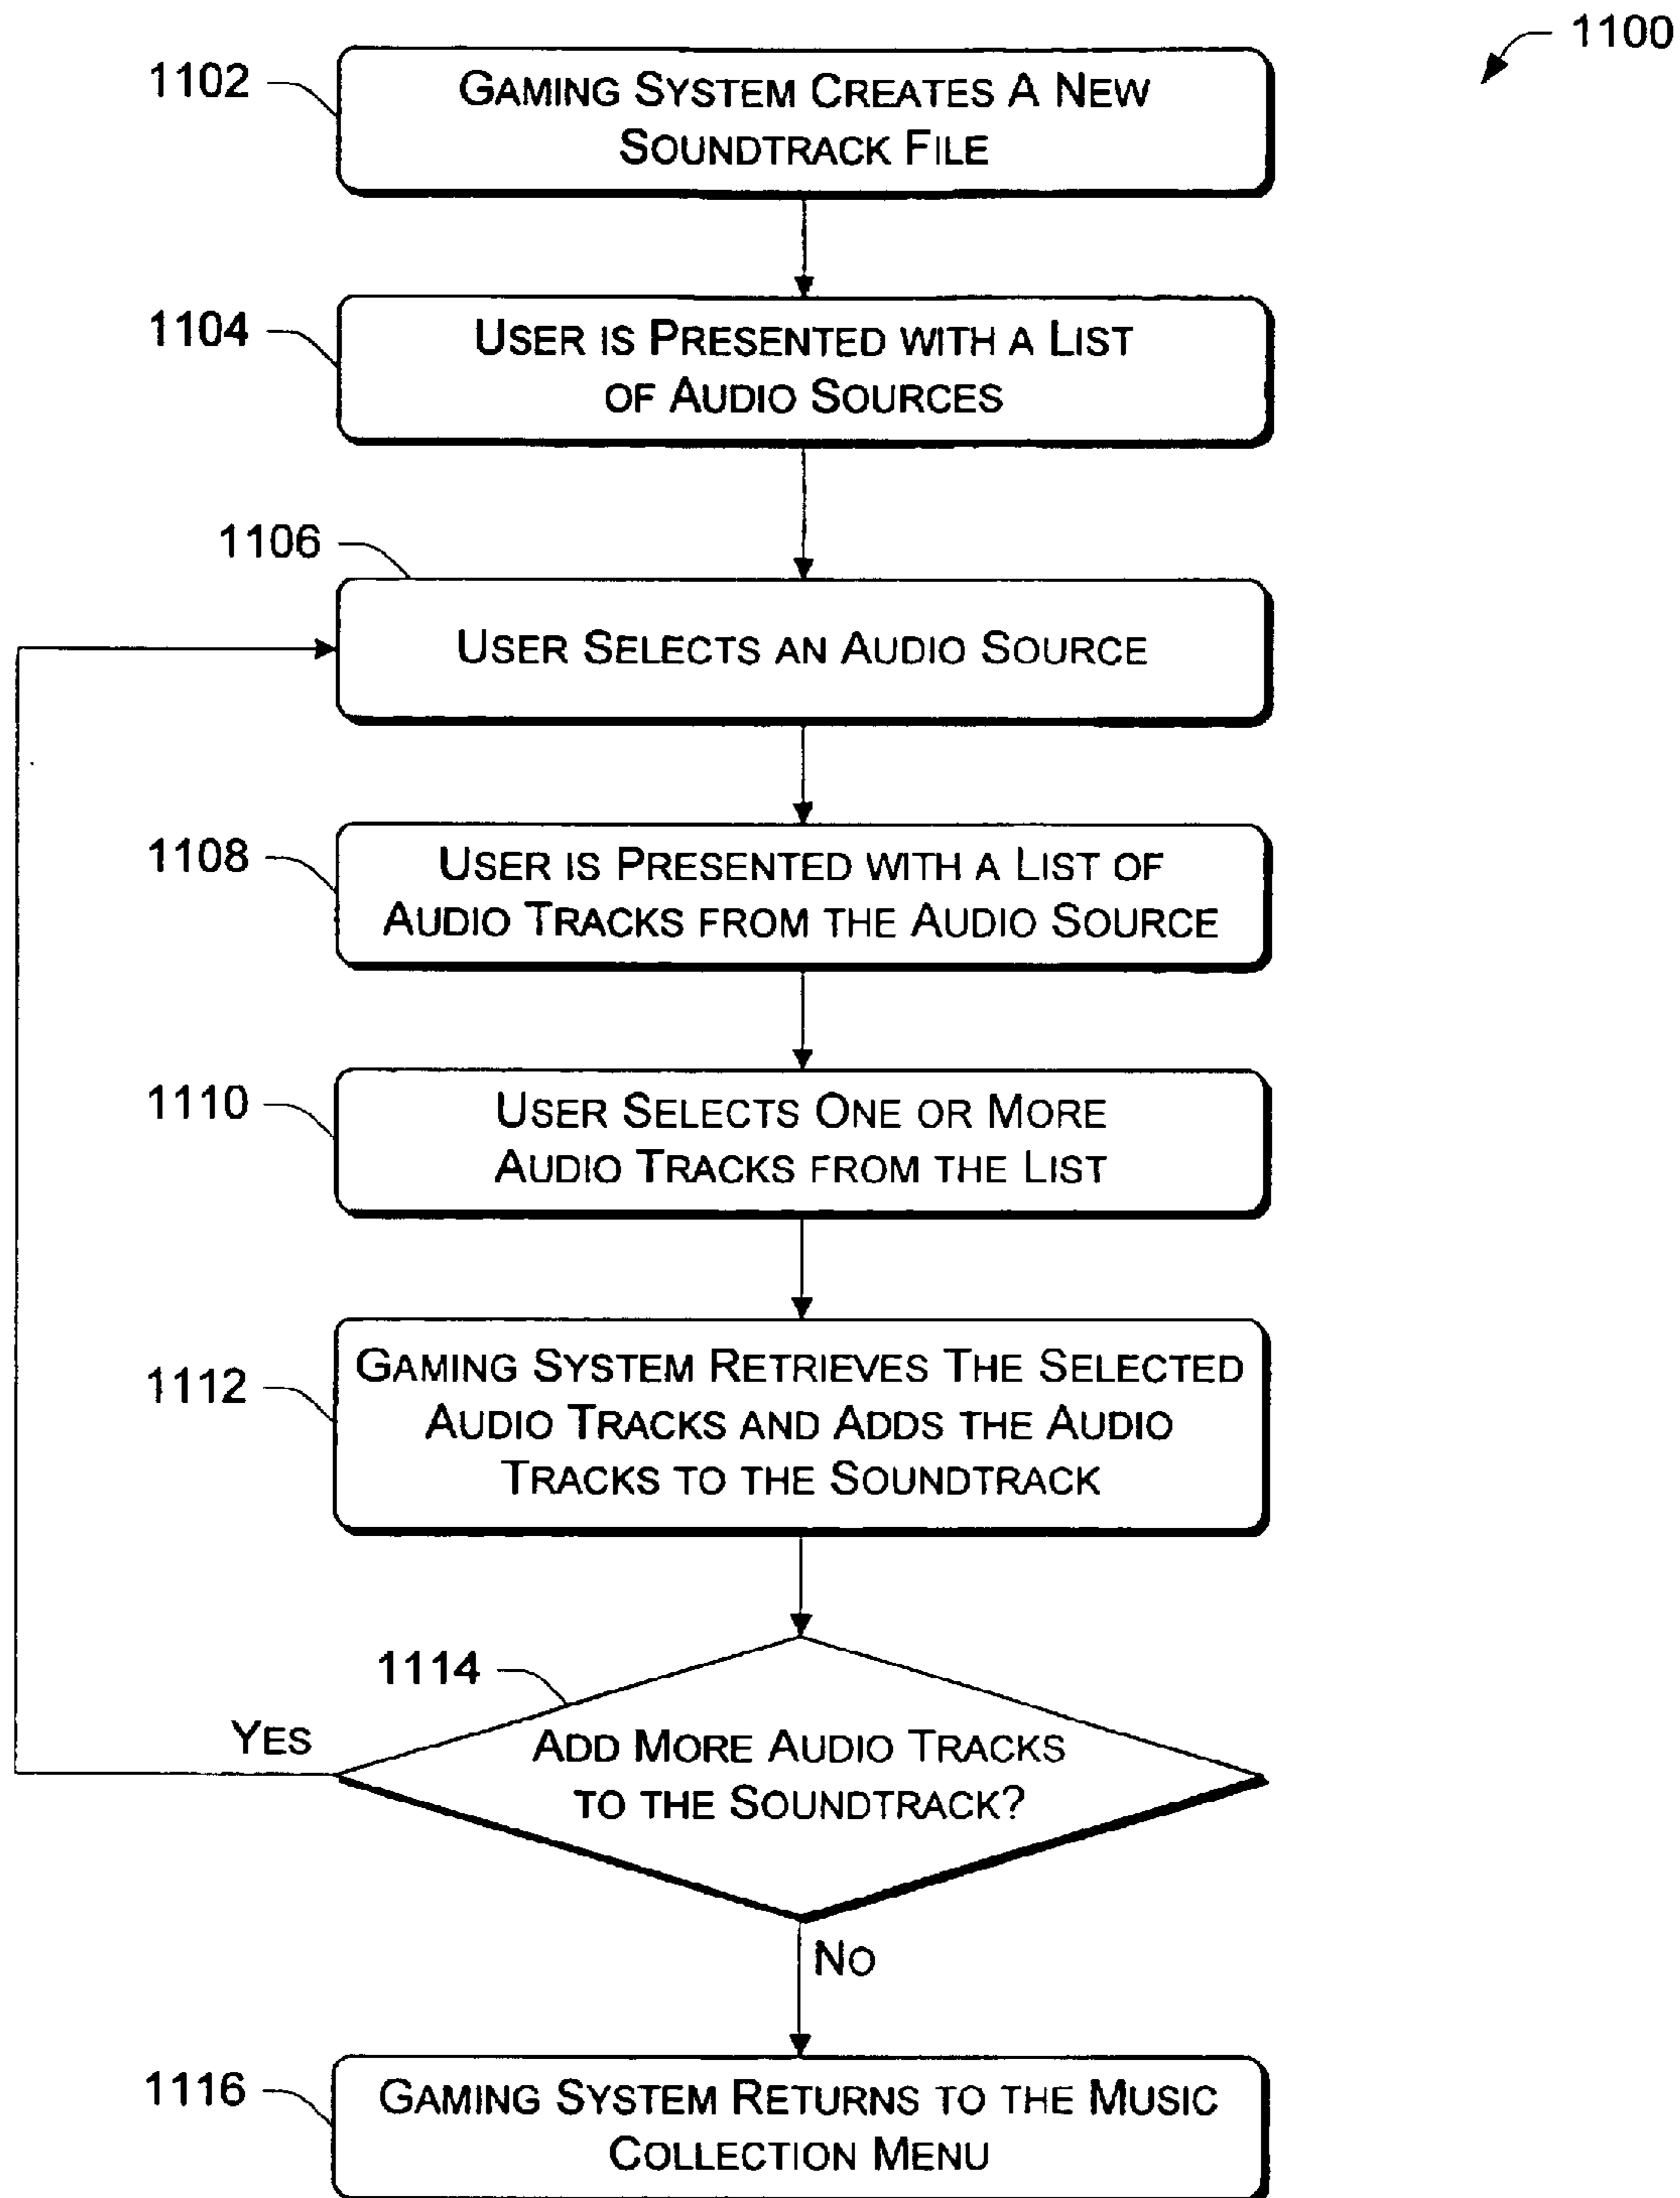 1100
1102
GAMING SYSTEM CREATES A NEW
SOUNDTRACK FILE
1104
USER IS PRESENTED WITH A LIST
OF AUDIO SOURCES
1106
USER SELECTS AN AUDIO SOURCE
1108
USER IS PRESENTED WITH A LIST OF
AUDIO TRACKS FROM THE AUDIO SOURCE
1110
USER SELECTS ONE OR MORE
AUDIO TRACKS FROM THE LIST
1112
GAMING SYSTEM RETRIEVES THE SELECTED
AUDIO TRACKS AND ADDS THE AUDIO
TRACKS TO THE SOUNDTRACK
1114
YES
ADD MORE AUDIO TRACKS
TO THE SOUNDTRACK?
NO
1116
GAMING SYSTEM RETURNS TO THE MUSIC
COLLECTION MENU